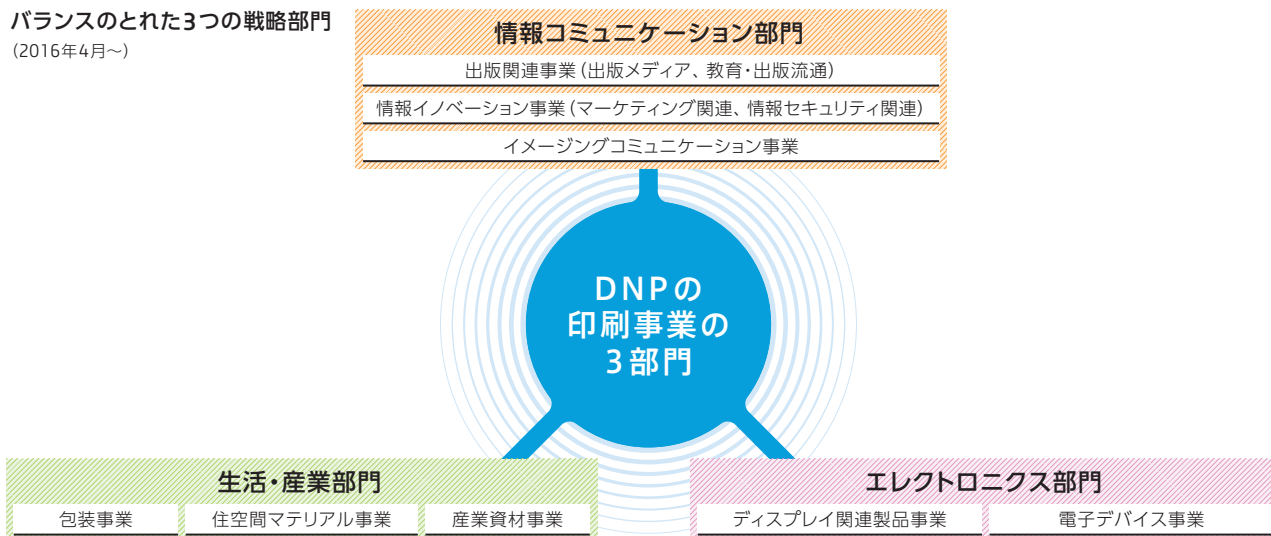 バランスのとれた3つの戦略部門
(2016年4月～)
情報コミュニケーション部門
出版関連事業(出版メディア、教育・出版流通)
情報イノベーション事業(マーケティング関連、情報セキュリティ関連)
イメージングコミュニケーション事業
DNPの
印刷事業の
3部門
生活・産業部門
包装事業 住空間マテリアル事業 産業資材事業
エレクトロニクス部門
ディスプレイ関連製品事業 電子デバイス事業